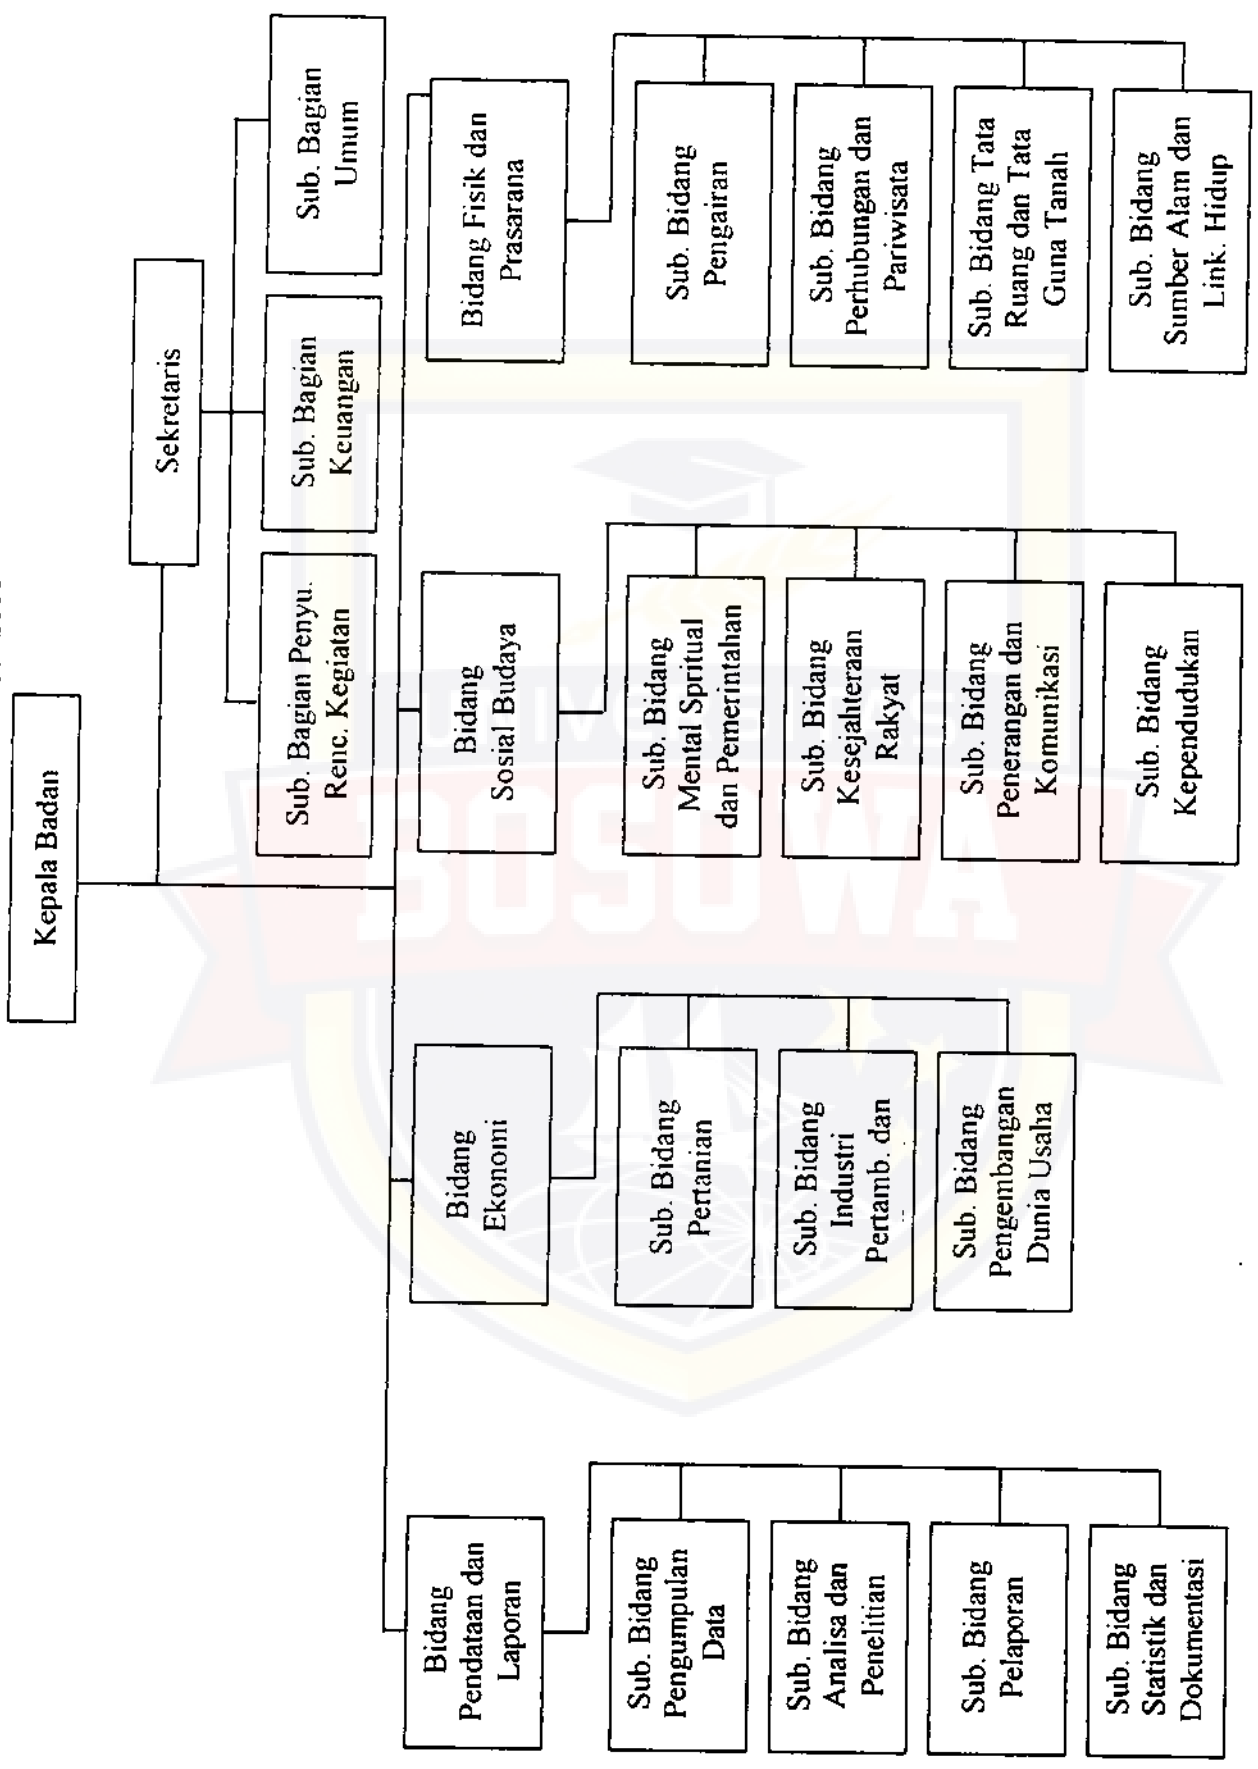 Kepala Badan
Sekretaris
Sub. Bagian Penyu.
Renc. Kegiatan
Sub. Bagian
Keuangan
Sub. Bagian
Umum
Bidang
Pendataan dan
Laporan
Sub. Bidang
Pengumpulan
Data
Sub. Bidang
Analisa dan
Penelitian
Sub. Bidang
Pelaporan
Sub. Bidang
Statistik dan
Dokumentasi
Bidang
Ekonomi
Sub. Bidang
Pertanian
Sub. Bidang
Industri
Pertamb. dan
Sub. Bidang
Pengembangan
Dunia Usaha
Bidang
Sosial Budaya
Sub. Bidang
Mental Spritual
dan Pemerintahan
Sub. Bidang
Kesejahteraan
Rakyat
Sub. Bidang
Penerangan dan
Komunikasi
Sub. Bidang
Kependudukan
Bidang Fisik dan
Prasarana
Sub. Bidang
Pengairan
Sub. Bidang
Perhubungan dan
Pariwisata
Sub. Bidang Tata
Ruang dan Tata
Guna Tanah
Sub. Bidang
Sumber Alam dan
Link. Hidup
UNIVERSITAS
BOSOWA